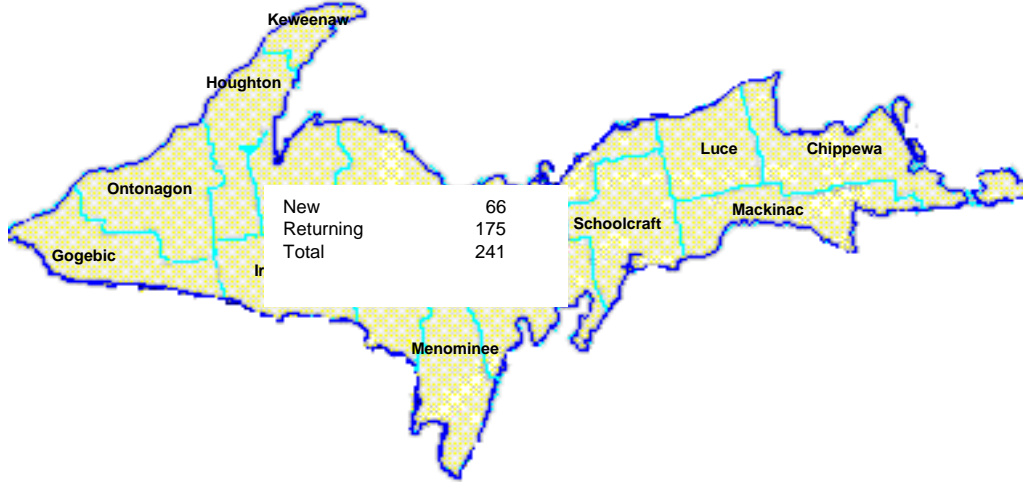 Keweenaw
Houghton
Luce
Chippewa
Ontonagon
New 66
Returning 175
Total 241
Mackinac
Schoolcraft
Gogebic
Menominee